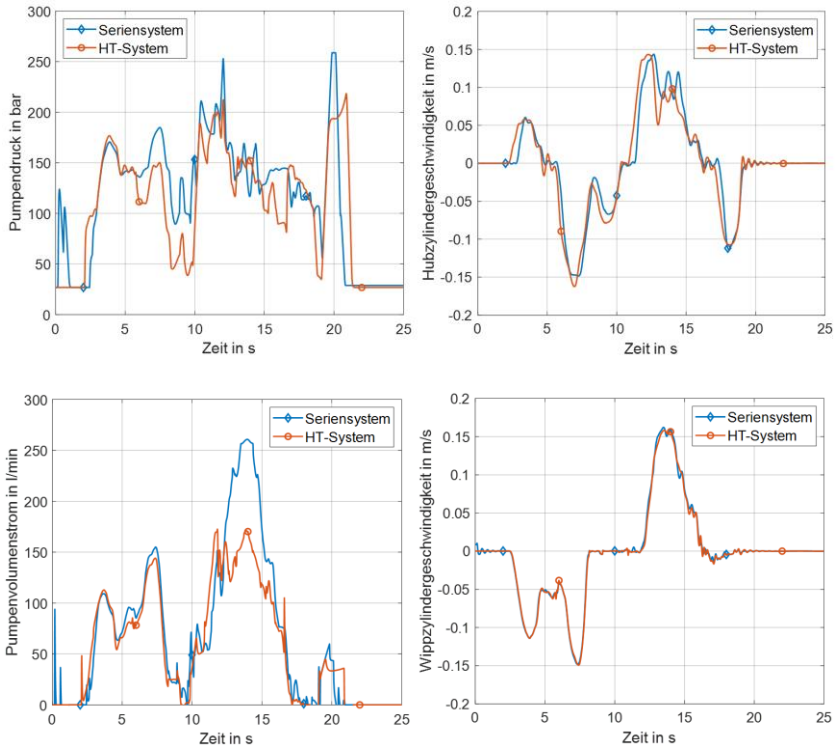 Pumpendruck in bar
300
250
200
150
100
50
0
Seriensystem
HT-System
0 5 10 15 20 25
Zeit in s
Hubzylindergeschwindigkeit in m/s
0.2
0.15
0.1
0.05
0
-0.05
-0.1
-0.15
-0.2
Seriensystem
HT-System
0 5 10 15 20 25
Zeit in s
Pumpenvolumenstrom in l/min
300
250
200
150
100
50
0
Seriensystem
HT-System
0 5 10 15 20 25
Zeit in s
Wippzylindergeschwindigkeit in m/s
0.2
0.15
0.1
0.05
0
-0.05
-0.1
-0.15
-0.2
Seriensystem
HT-System
0 5 10 15 20 25
Zeit in s